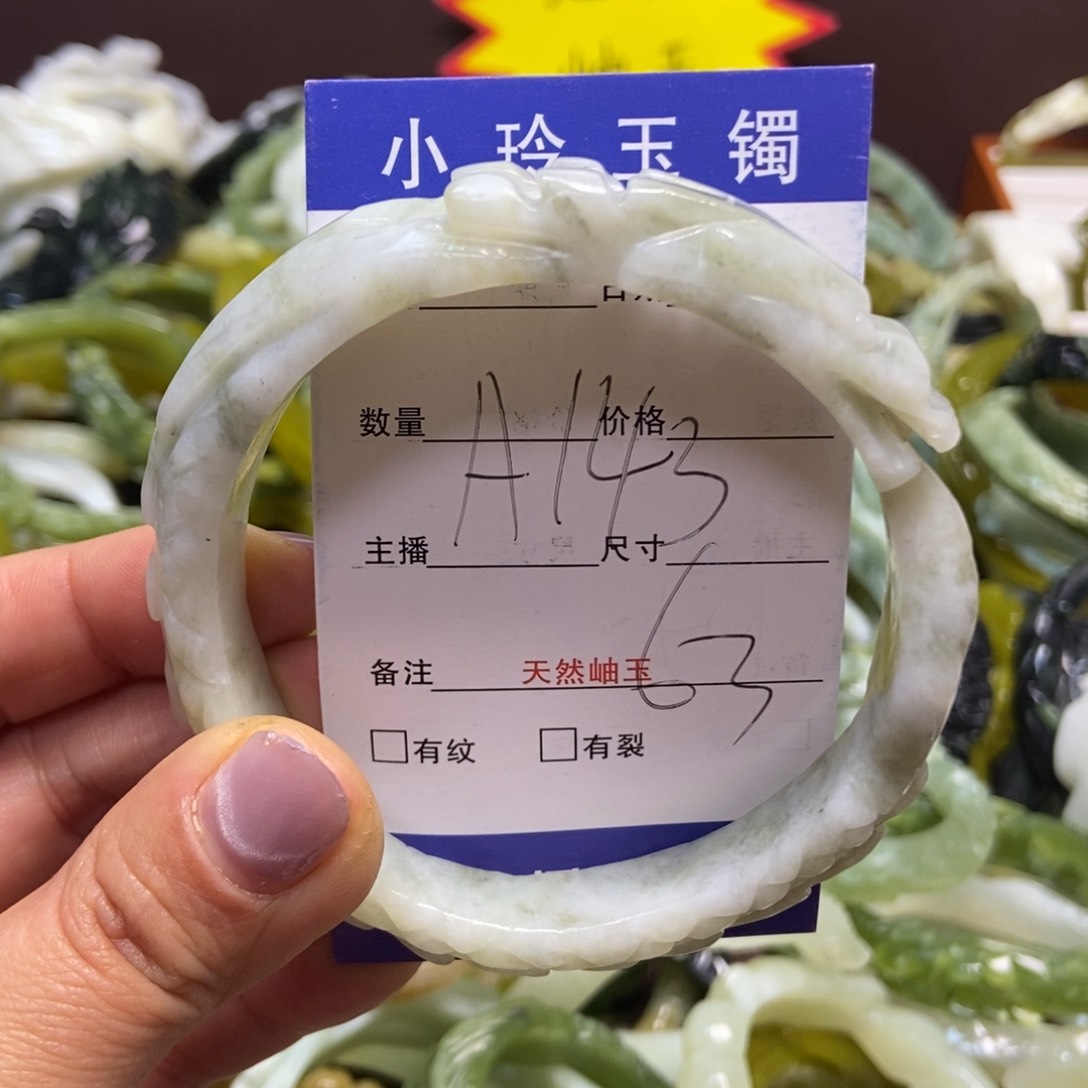 小玲玉镯
数量 价格
A143
主播 尺寸
63
备注 天然岫玉
有纹 有裂